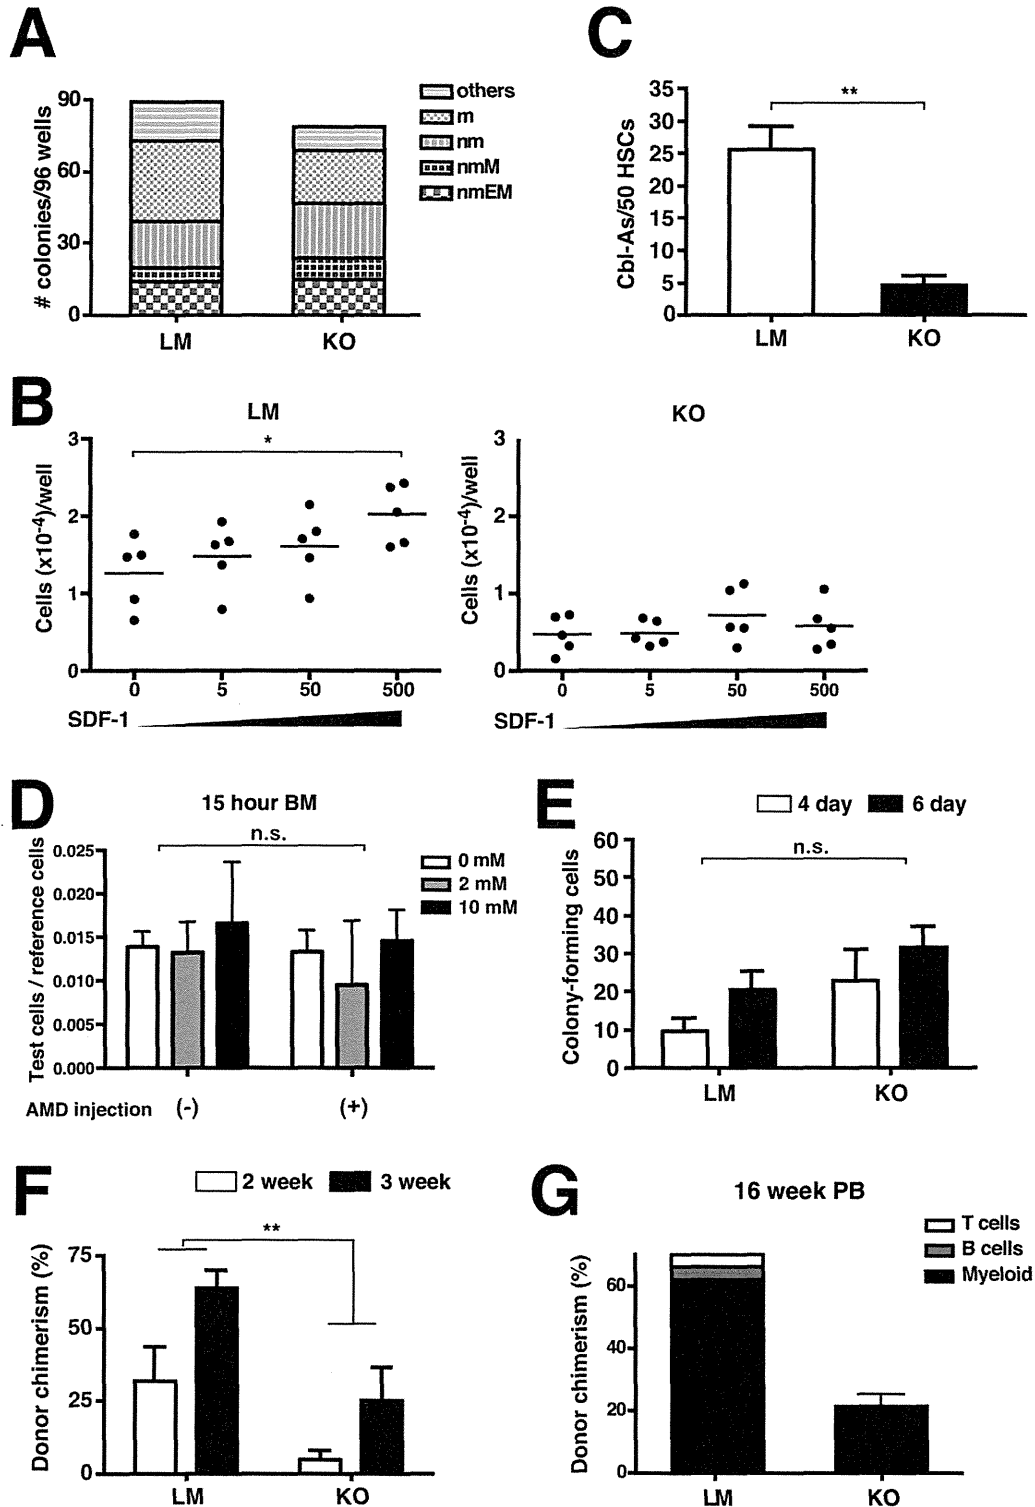 A
# colonies/96 wells
90
60
30
0
LM
KO
others
m
nm
nmM
nmEM
C
Cbl-As/50 HSCs
35
30
25
20
15
10
5
0
**
LM
KO
B
LM
Cells (x10-4)/well
3
2
1
0
*
0
5
50
500
SDF-1
KO
Cells (x10-4)/well
3
2
1
0
0
5
50
500
SDF-1
D
15 hour BM
n.s.
Test cells / reference cells
0.025
0.020
0.015
0.010
0.005
0.000
0 mM
2 mM
10 mM
AMD injection (-) (+)
E
4 day
6 day
n.s.
Colony-forming cells
60
50
40
30
20
10
0
LM
KO
F
2 week
3 week
**
Donor chimerism (%)
75
50
25
0
LM
KO
G
16 week PB
T cells
B cells
Myeloid
Donor chimerism (%)
60
40
20
0
LM
KO